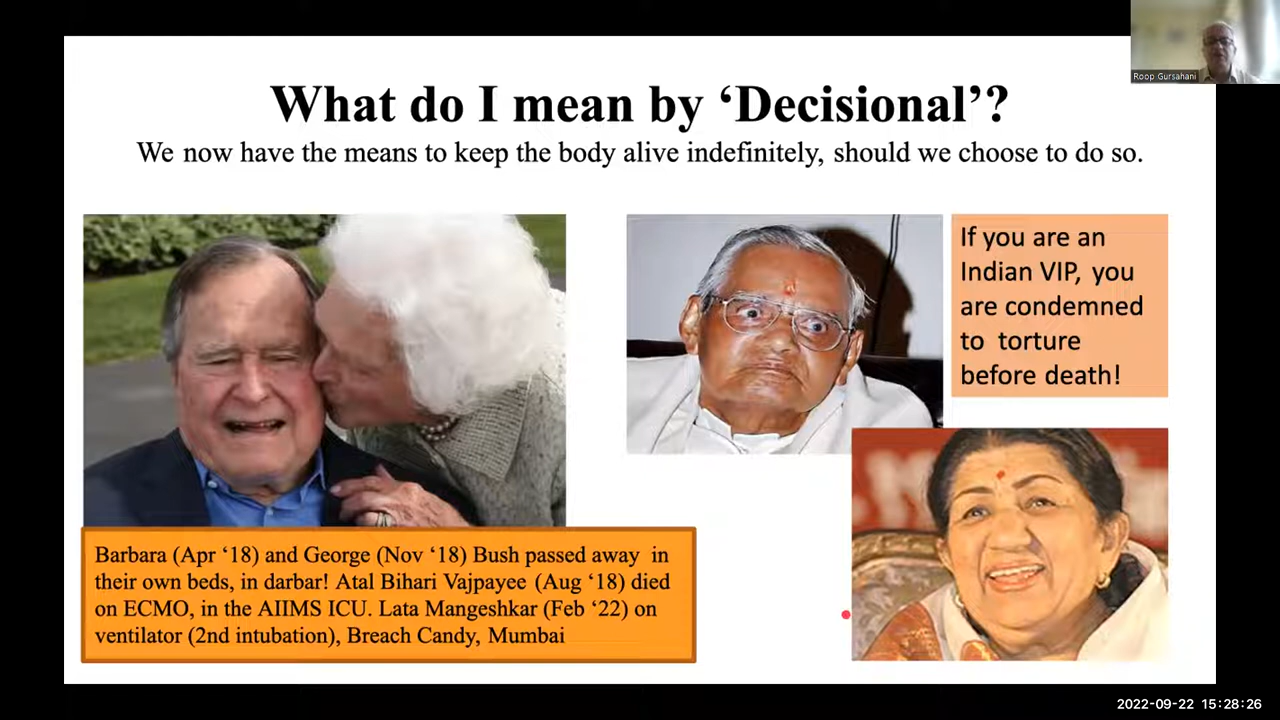 Roop Gursahani
What do I mean by ‘Decisional’?
We now have the means to keep the body alive indefinitely, should we choose to do so.
If you are an
Indian VIP, you
are condemned
to torture
before death!
Barbara (Apr ‘18) and George (Nov ‘18) Bush passed away in
their own beds, in darbar! Atal Bihari Vajpayee (Aug ‘18) died
on ECMO, in the AIIMS ICU. Lata Mangeshkar (Feb ‘22) on
ventilator (2nd intubation), Breach Candy, Mumbai
2022-09-22 15:28:26